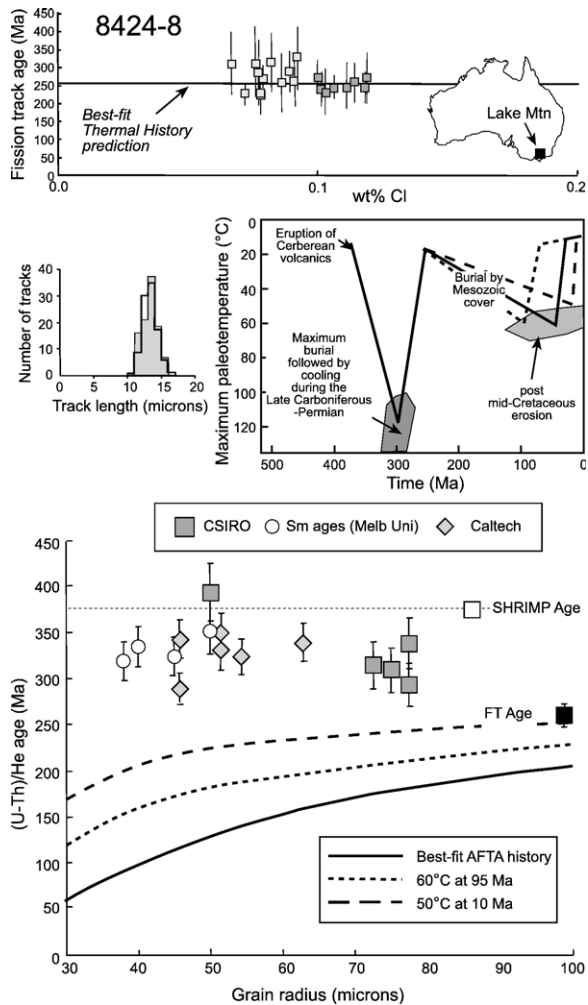 8424-8
Fission track age (Ma)
450
400
350
300
250
200
150
100
50
0
Best-fit
Thermal History
prediction
Lake Mtn
0.0
0.1
0.2
wt% Cl
Number of tracks
40
30
20
10
0
0
10
20
Track length (microns)
Maximum paleotemperature (°C)
0
20
40
60
80
100
120
Eruption of
Cerberean
volcanics
Burial by
Mesozoic
cover
Maximum
burial
followed by
cooling
during the
Late Carboniferous
-Permian
post
mid-Cretaceous
erosion
500
400
300
200
100
0
Time (Ma)
CSIRO
Sm ages (Melb Uni)
Caltech
(U-Th)/He age (Ma)
450
400
350
300
250
200
150
100
50
0
SHRIMP Age
FT Age
Best-fit AFTA history
60°C at 95 Ma
50°C at 10 Ma
30
40
50
60
70
80
90
100
Grain radius (microns)